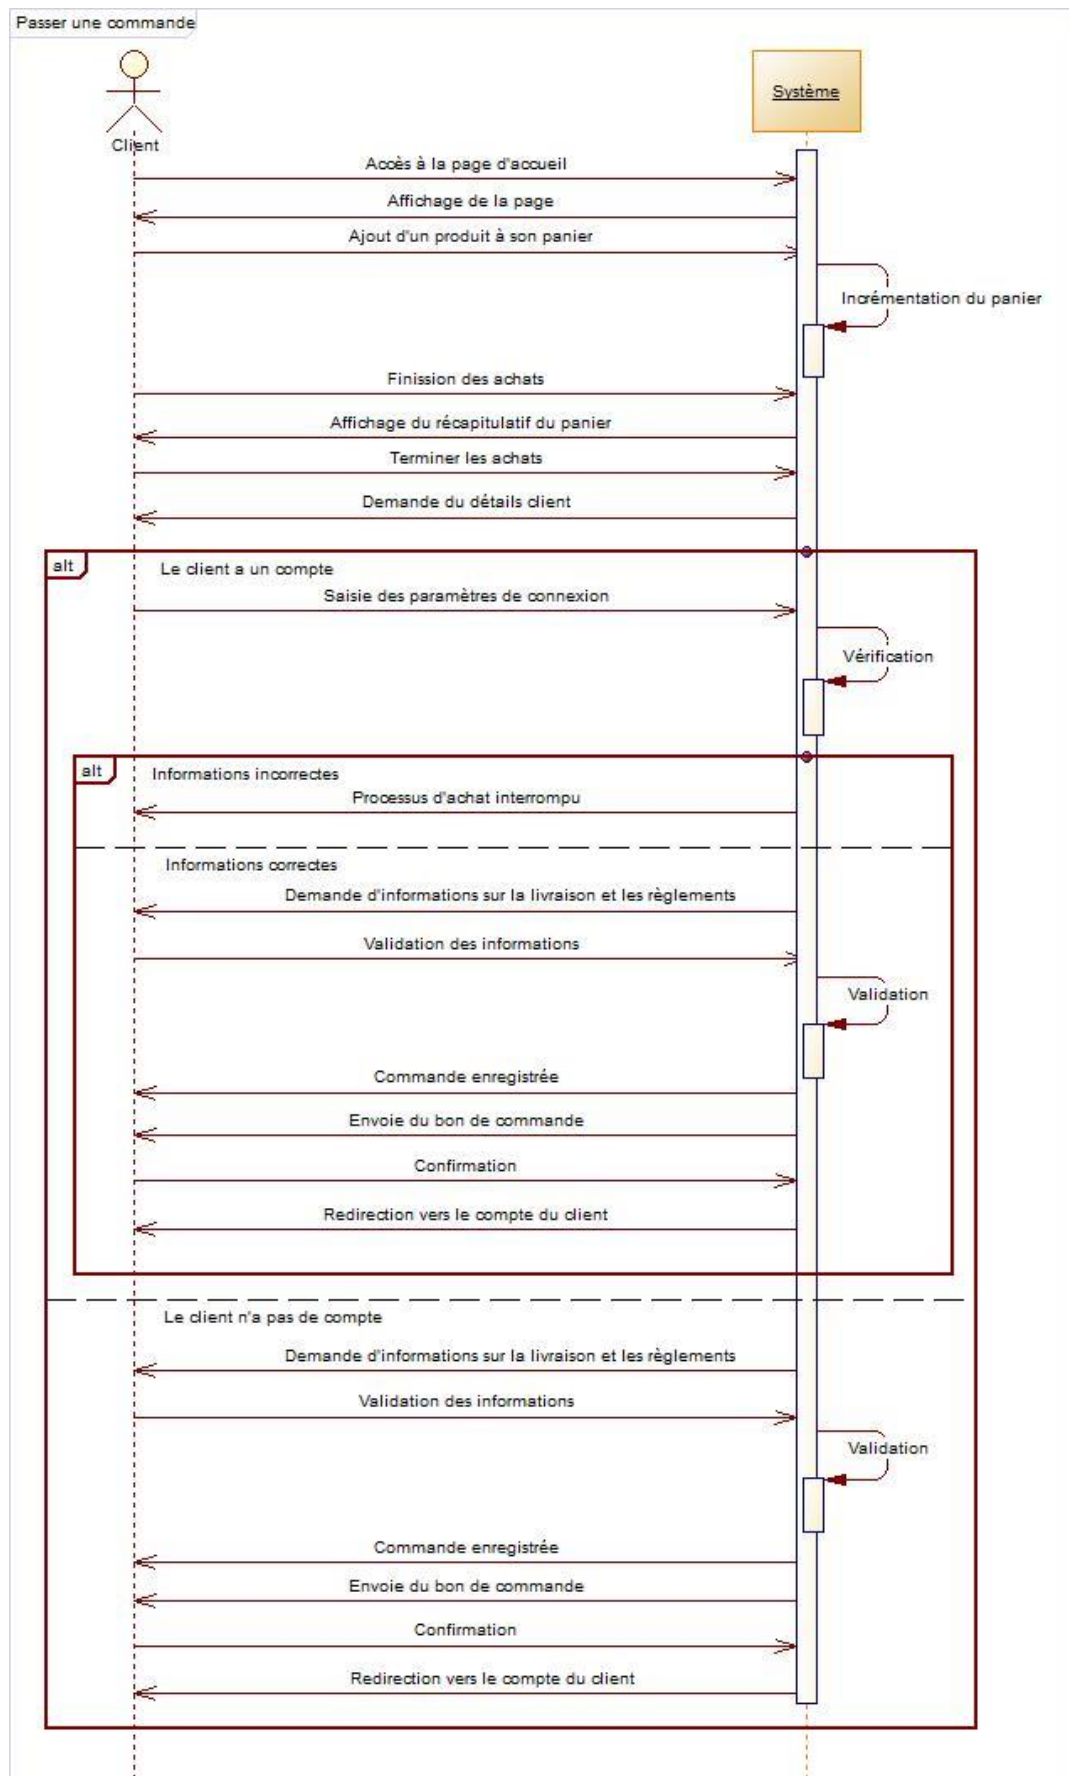 Passer une commande
Système
Client
Accès à la page d'accueil
Affichage de la page
Ajout d'un produit à son panier
Incrémentation du panier
Finission des achats
Affichage du récapitulatif du panier
Terminer les achats
Demande du détails client
alt
Le client a un compte
Saisie des paramètres de connexion
Vérification
alt
Informations incorrectes
Processus d'achat interrompu
Informations correctes
Demande d'informations sur la livraison et les règlements
Validation des informations
Validation
Commande enregistrée
Envoie du bon de commande
Confirmation
Redirection vers le compte du client
Le client n'a pas de compte
Demande d'informations sur la livraison et les règlements
Validation des informations
Validation
Commande enregistrée
Envoie du bon de commande
Confirmation
Redirection vers le compte du client